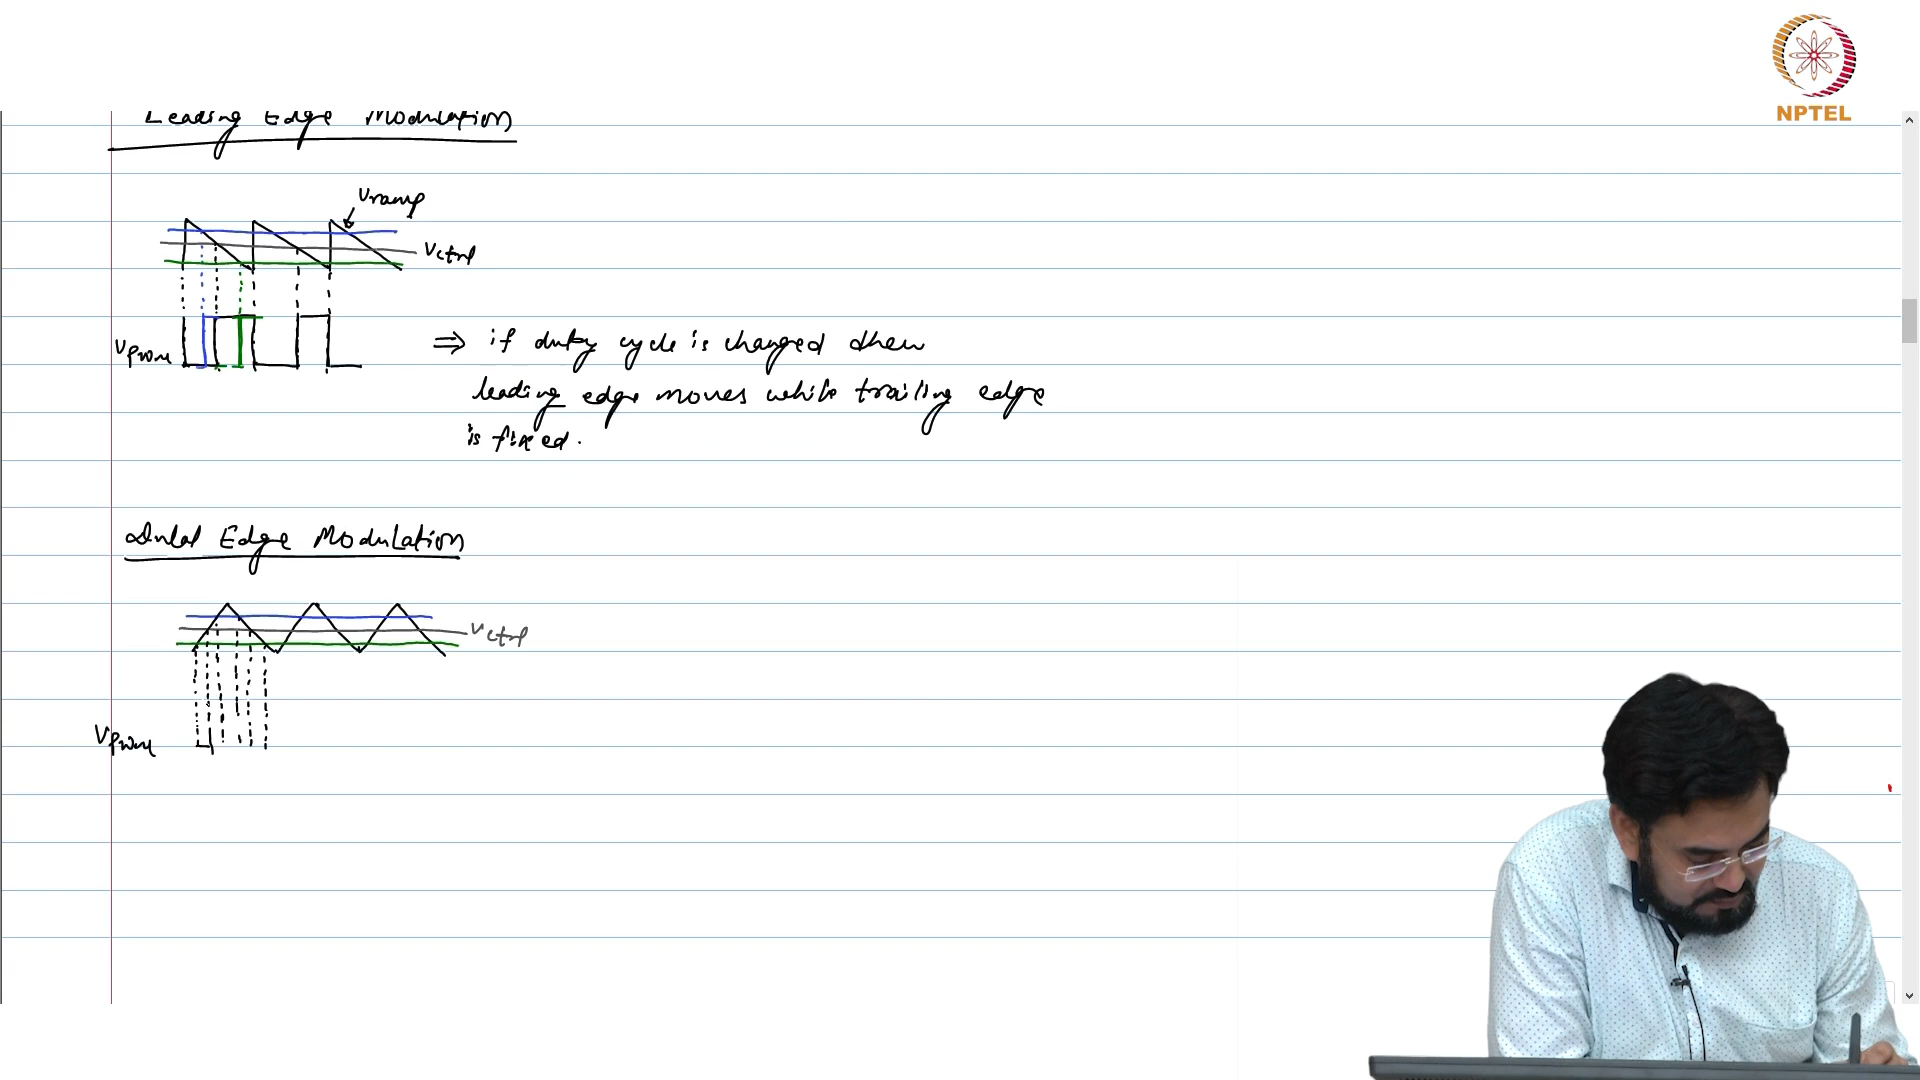 NPTEL
Leading Edge Modulation
Vramp
Vctrl
Vpwm
⇒ if duty cycle is changed then
leading edge moves while trailing edge
is fixed.
Dual Edge Modulation
Vctrl
Vpwm